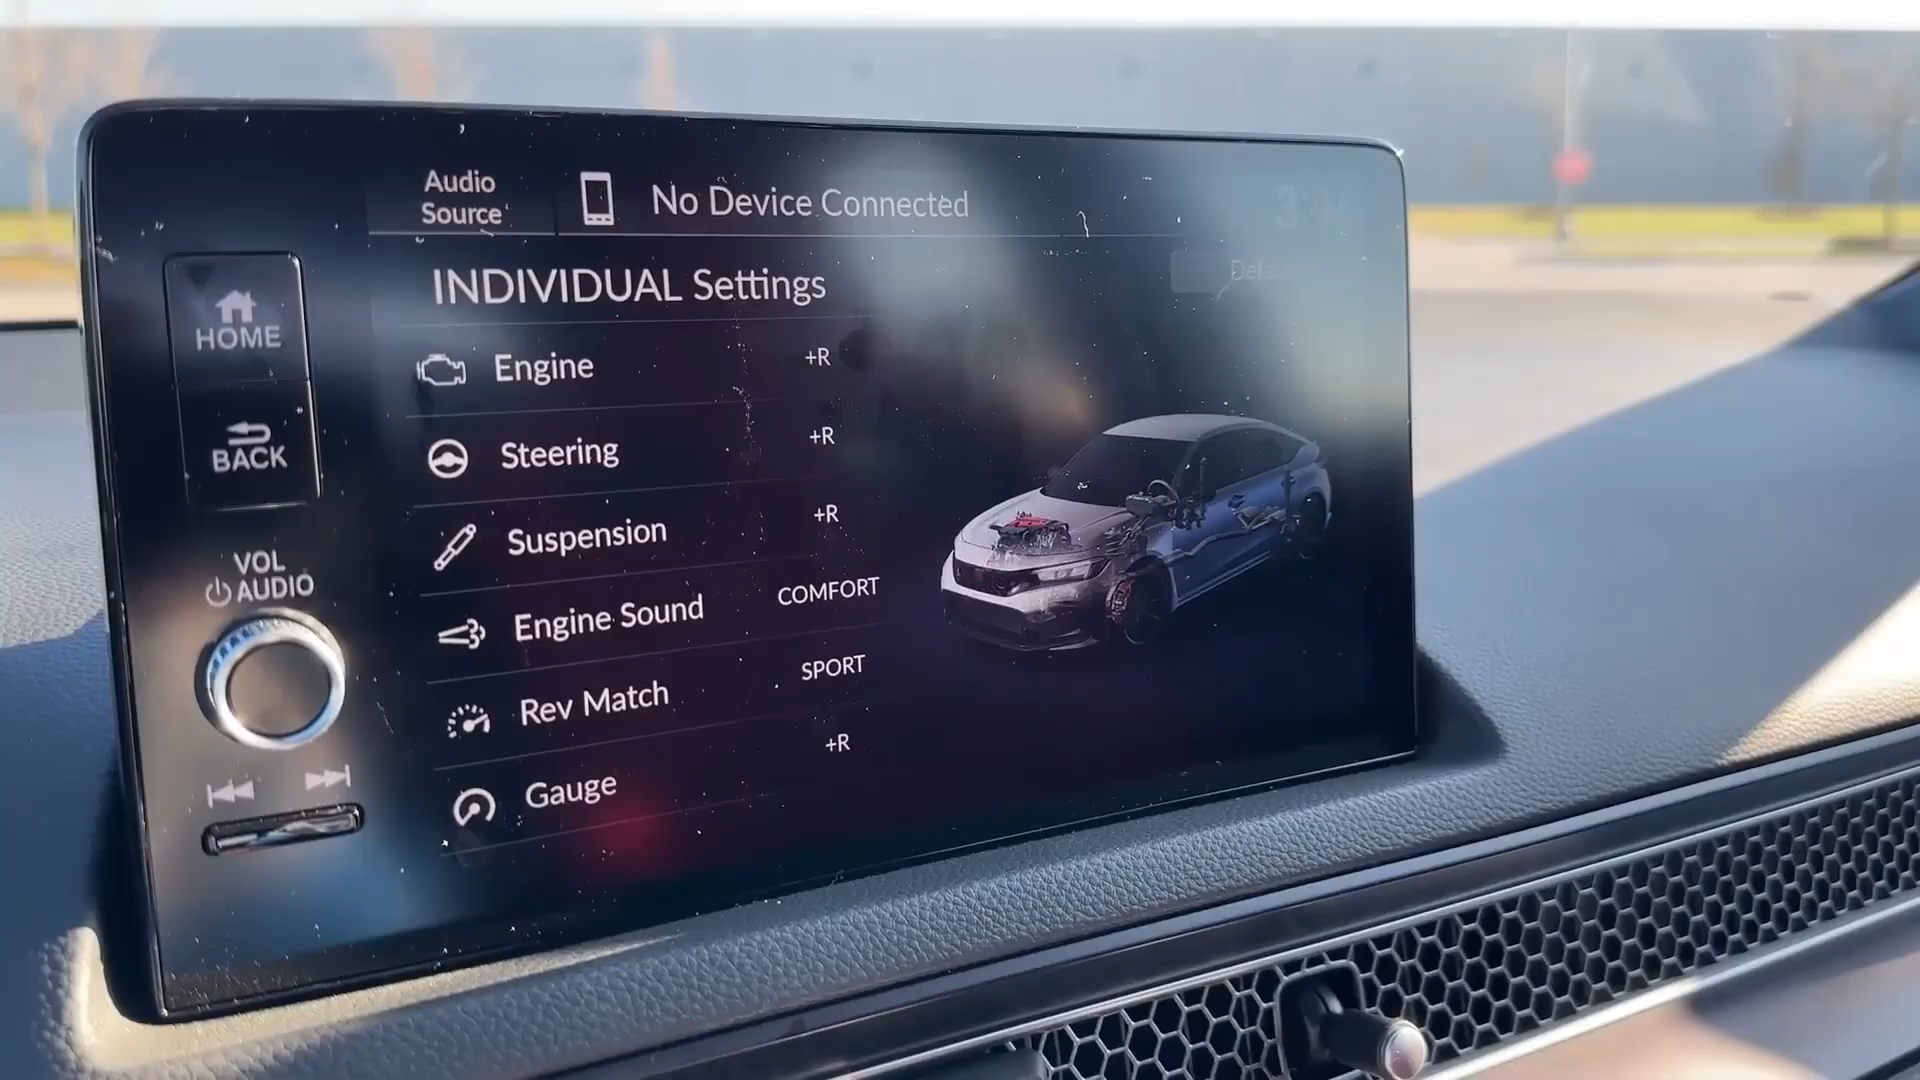 Audio
Source
No Device Connected
INDIVIDUAL Settings
HOME
BACK
VOL
AUDIO
Engine +R
Steering +R
Suspension +R
Engine Sound COMFORT
Rev Match SPORT
Gauge +R